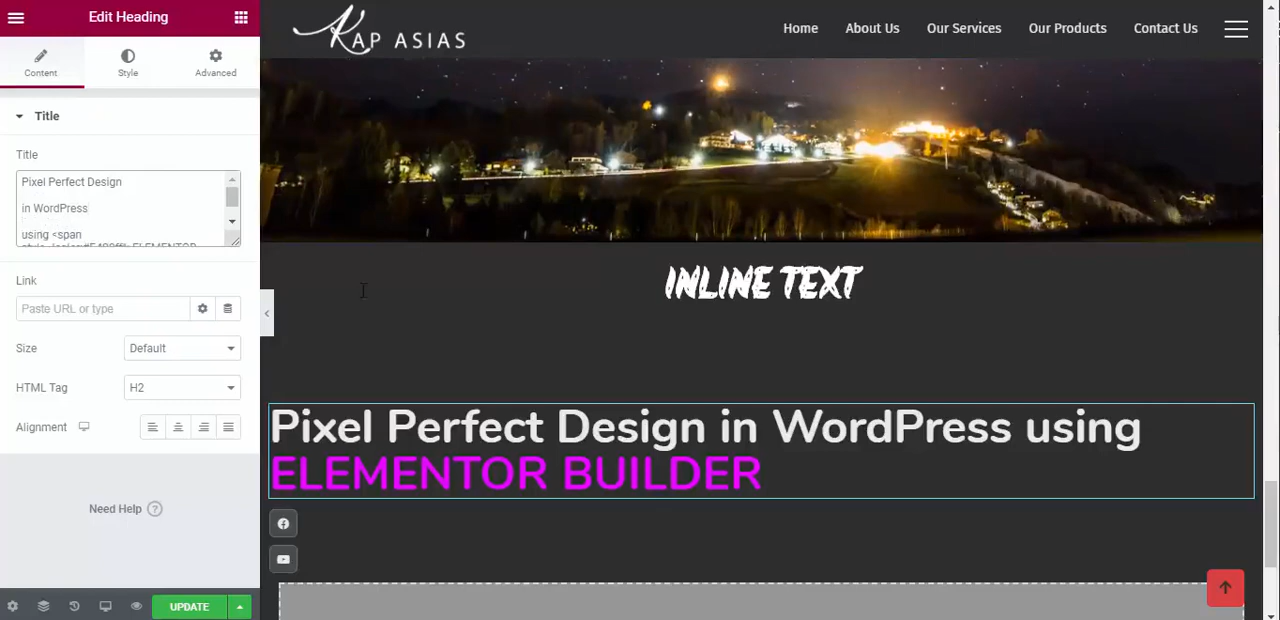 Edit Heading
Content
Style
Advanced
Title
Title
Pixel Perfect Design
in WordPress
using <span
Link
Paste URL or type
Size
Default
HTML Tag
H2
Alignment
Need Help ?
UPDATE
KAP ASIAS
Home
About Us
Our Services
Our Products
Contact Us
INLINE TEXT
Pixel Perfect Design in WordPress using
ELEMENTOR BUILDER